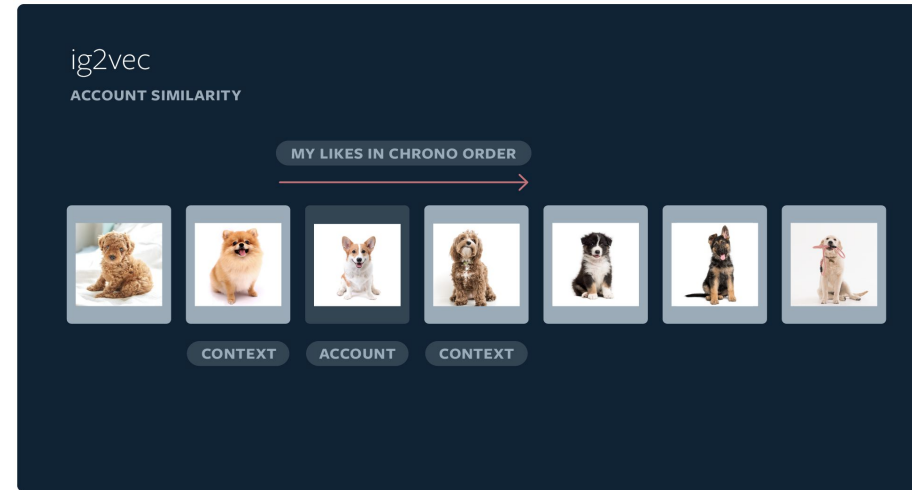 ig2vec
ACCOUNT SIMILARITY
MY LIKES IN CHRONO ORDER
CONTEXT ACCOUNT CONTEXT